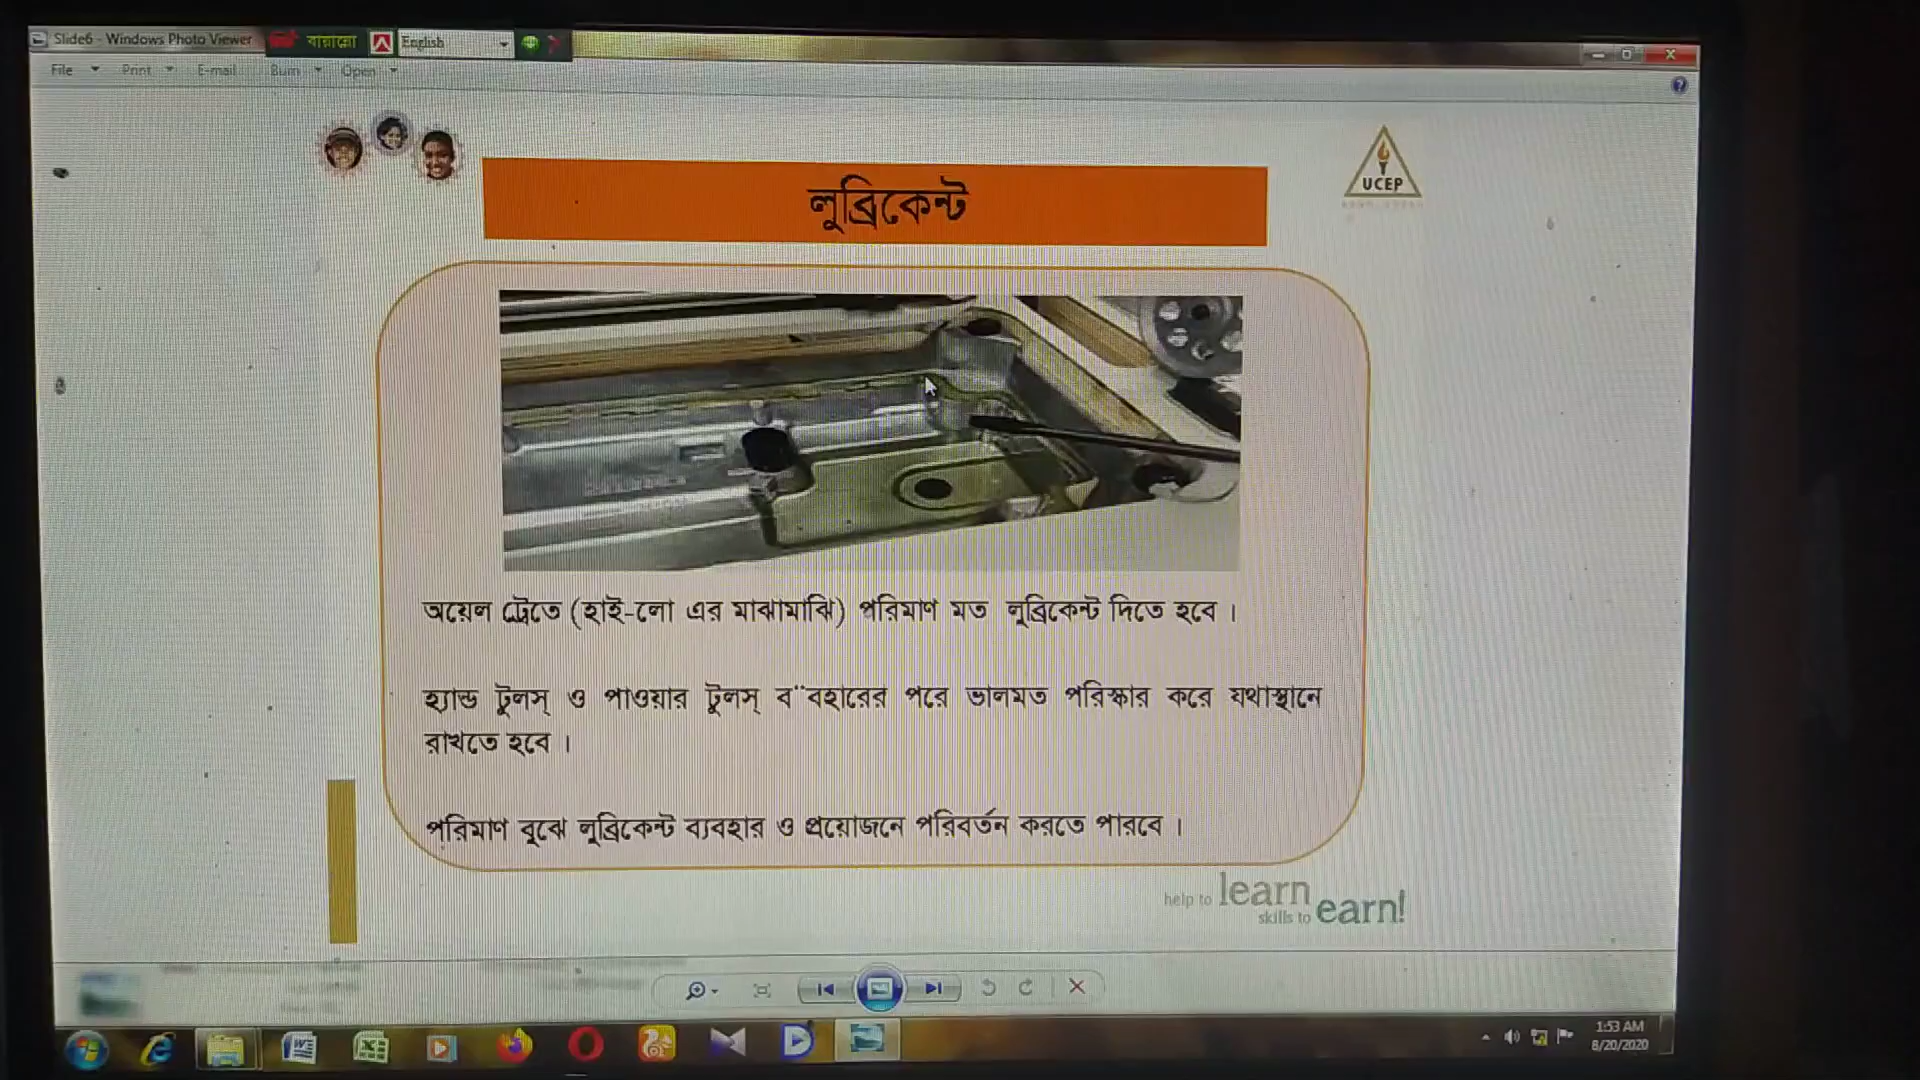 Slide6 - Windows Photo Viewer
বায়ান্নো
English
File Print E-mail Burn Open
লুব্রিকেন্ট
UCEP
অয়েল ট্রেতে (হাই-লো এর মাঝামাঝি) পরিমাণ মত লুব্রিকেন্ট দিতে হবে ।
হ্যান্ড টুলস্ ও পাওয়ার টুলস্ ব¨বহারের পরে ভালমত পরিস্কার করে যথাস্থানে
রাখতে হবে ।
পরিমাণ বুঝে লুব্রিকেন্ট ব্যবহার ও প্রয়োজনে পরিবর্তন করতে পারবে ।
help to learn
skills to earn!
1:53 AM
8/20/2020